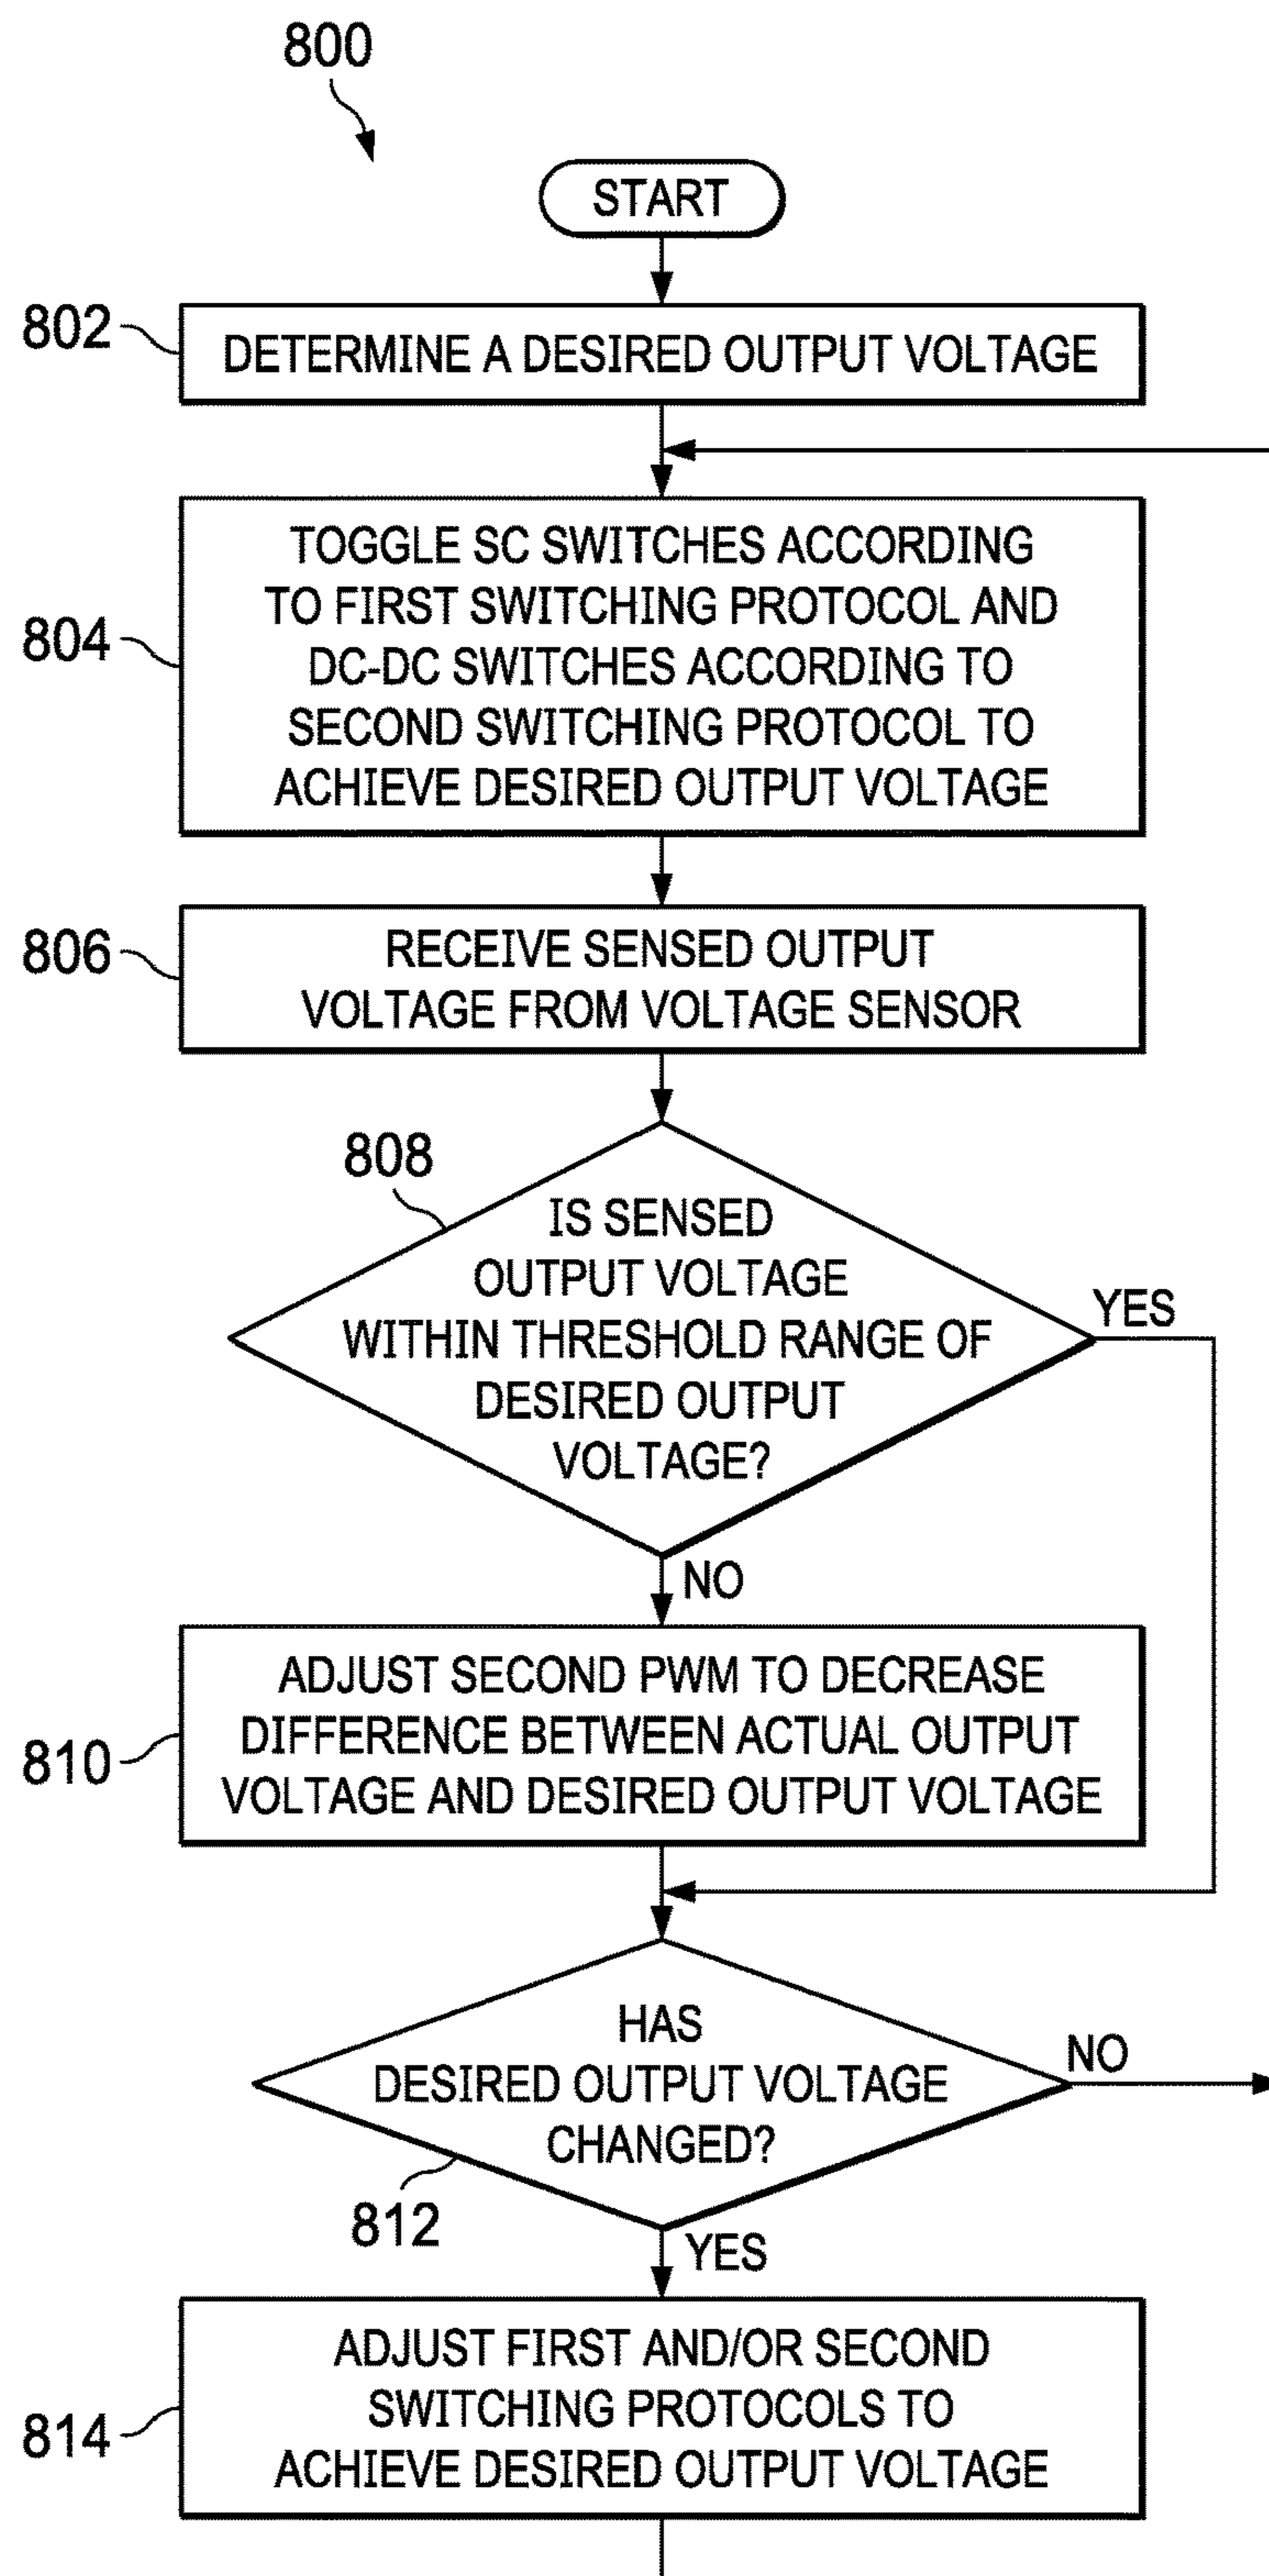 800
START
802
DETERMINE A DESIRED OUTPUT VOLTAGE
804
TOGGLE SC SWITCHES ACCORDING
TO FIRST SWITCHING PROTOCOL AND
DC-DC SWITCHES ACCORDING TO
SECOND SWITCHING PROTOCOL TO
ACHIEVE DESIRED OUTPUT VOLTAGE
806
RECEIVE SENSED OUTPUT
VOLTAGE FROM VOLTAGE SENSOR
808
IS SENSED
OUTPUT VOLTAGE
WITHIN THRESHOLD RANGE OF
DESIRED OUTPUT
VOLTAGE?
YES
NO
810
ADJUST SECOND PWM TO DECREASE
DIFFERENCE BETWEEN ACTUAL OUTPUT
VOLTAGE AND DESIRED OUTPUT VOLTAGE
HAS
DESIRED OUTPUT VOLTAGE
CHANGED?
NO
812
YES
814
ADJUST FIRST AND/OR SECOND
SWITCHING PROTOCOLS TO
ACHIEVE DESIRED OUTPUT VOLTAGE